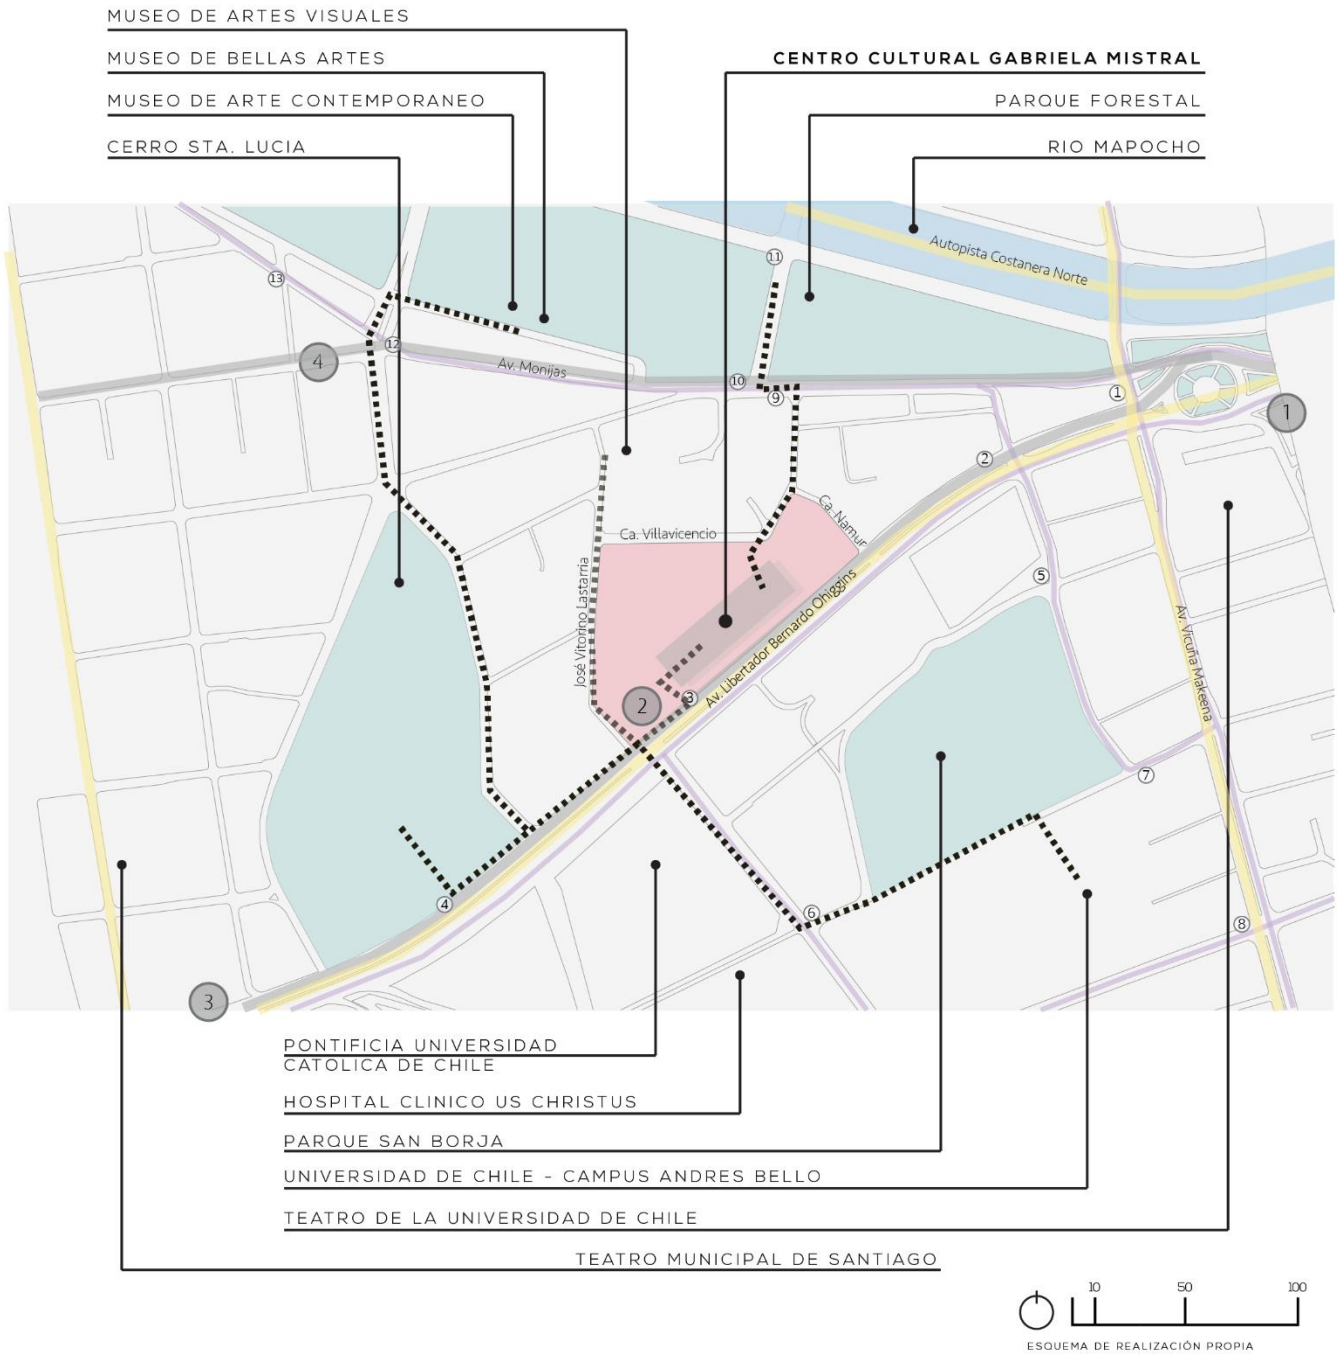 MUSEO DE ARTES VISUALES
MUSEO DE BELLAS ARTES
MUSEO DE ARTE CONTEMPORANEO
CERRO STA. LUCIA
CENTRO CULTURAL GABRIELA MISTRAL
PARQUE FORESTAL
RIO MAPOCHO
Autopista Costanera Norte
11
13
12
4
Av. Monijas
10
9
1
1
2
Ca. Namur
Ca. Villavicencio
José Vitorino Lastarria
Av. Libertador Bernardo Ohiggins
5
Av. Vicuna Makeena
2
3
7
4
6
8
3
PONTIFICIA UNIVERSIDAD
CATOLICA DE CHILE
HOSPITAL CLINICO US CHRISTUS
PARQUE SAN BORJA
UNIVERSIDAD DE CHILE - CAMPUS ANDRES BELLO
TEATRO DE LA UNIVERSIDAD DE CHILE
TEATRO MUNICIPAL DE SANTIAGO
10 50 100
ESQUEMA DE REALIZACIÓN PROPIA